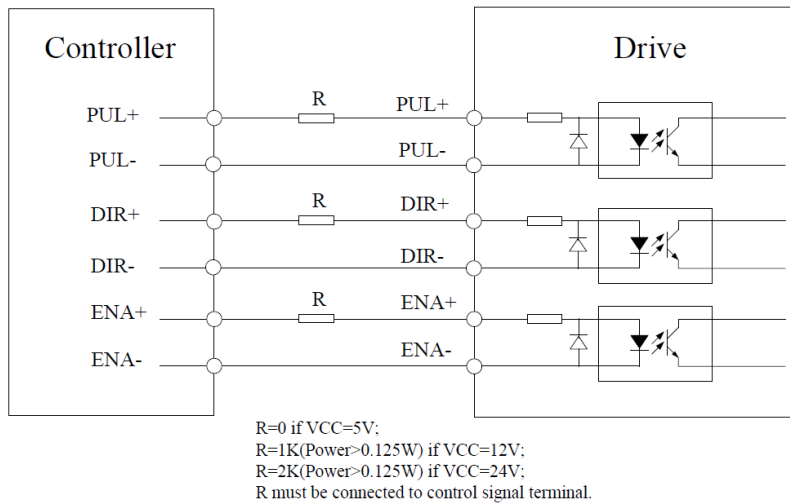 Controller
Drive
PUL+
R
PUL+
PUL-
PUL-
DIR+
R
DIR+
DIR-
DIR-
ENA+
R
ENA+
ENA-
ENA-
R=0 if VCC=5V;
R=1K(Power>0.125W) if VCC=12V;
R=2K(Power>0.125W) if VCC=24V;
R must be connected to control signal terminal.